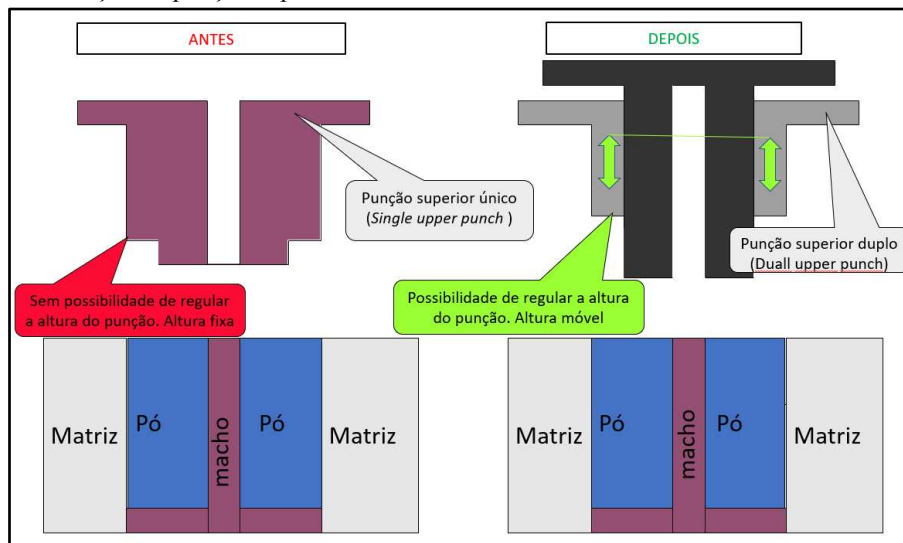 ANTES
DEPOIS
Punção superior único
(Single upper punch )
Punção superior duplo
(Duall upper punch)
Sem possibilidade de regular
a altura do punção. Altura fixa
Possibilidade de regular a altura
do punção. Altura móvel
Matriz
Pó
macho
Pó
Matriz
Matriz
Pó
macho
Pó
Matriz